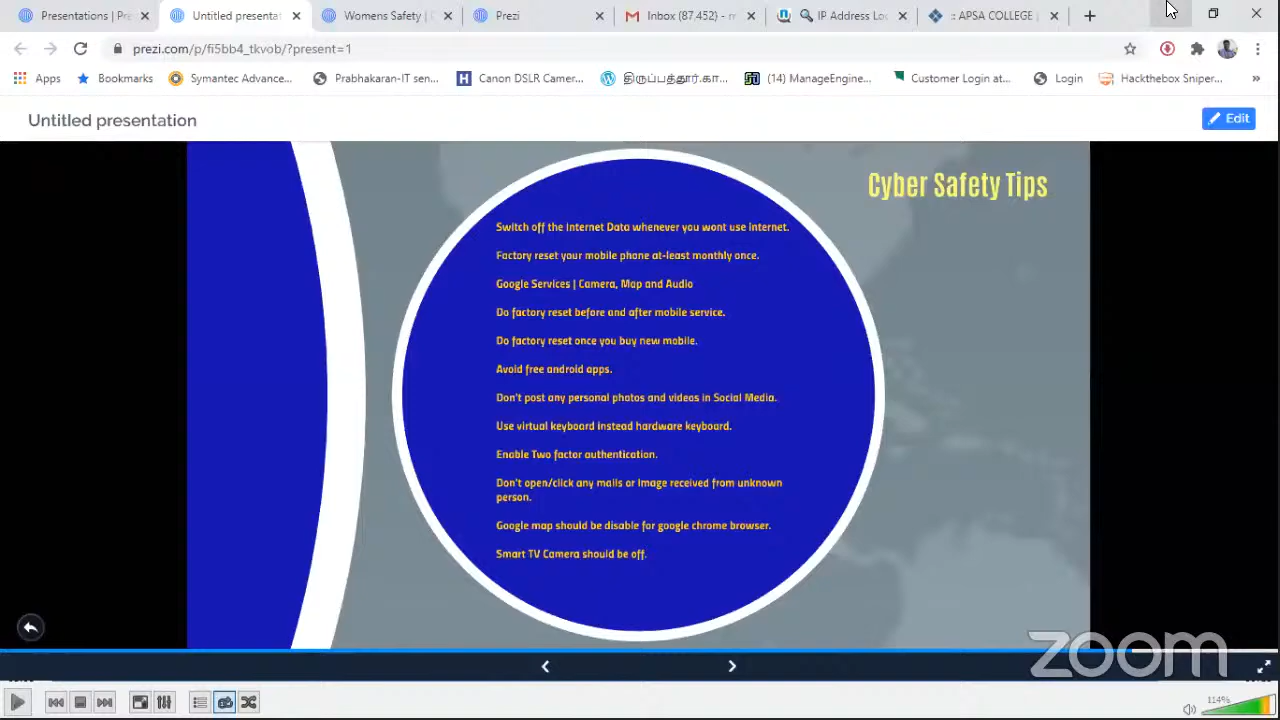 Presentations | Pre
Untitled presenta
Womens Safety | C
Prezi
Inbox (87,452) - m
IP Address Loc
:: APSA COLLEGE |
prezi.com/p/fi5bb4_tkvob/?present=1
Apps
Bookmarks
Symantec Advance...
Prabhakaran-IT sen...
Canon DSLR Camer...
திருப்பத்தூர்.கா...
(14) ManageEngine...
Customer Login at...
Login
Hackthebox Sniper...
»
Untitled presentation
Edit
Cyber Safety Tips
Switch off the Internet Data whenever you wont use internet.
Factory reset your mobile phone at-least monthly once.
Google Services | Camera, Map and Audio
Do factory reset before and after mobile service.
Do factory reset once you buy new mobile.
Avoid free android apps.
Don't post any personal photos and videos in Social Media.
Use virtual keyboard instead hardware keyboard.
Enable Two factor authentication.
Don't open/click any mails or image received from unknown
person.
Google map should be disable for google chrome browser.
Smart TV Camera should be off.
zoom
114%